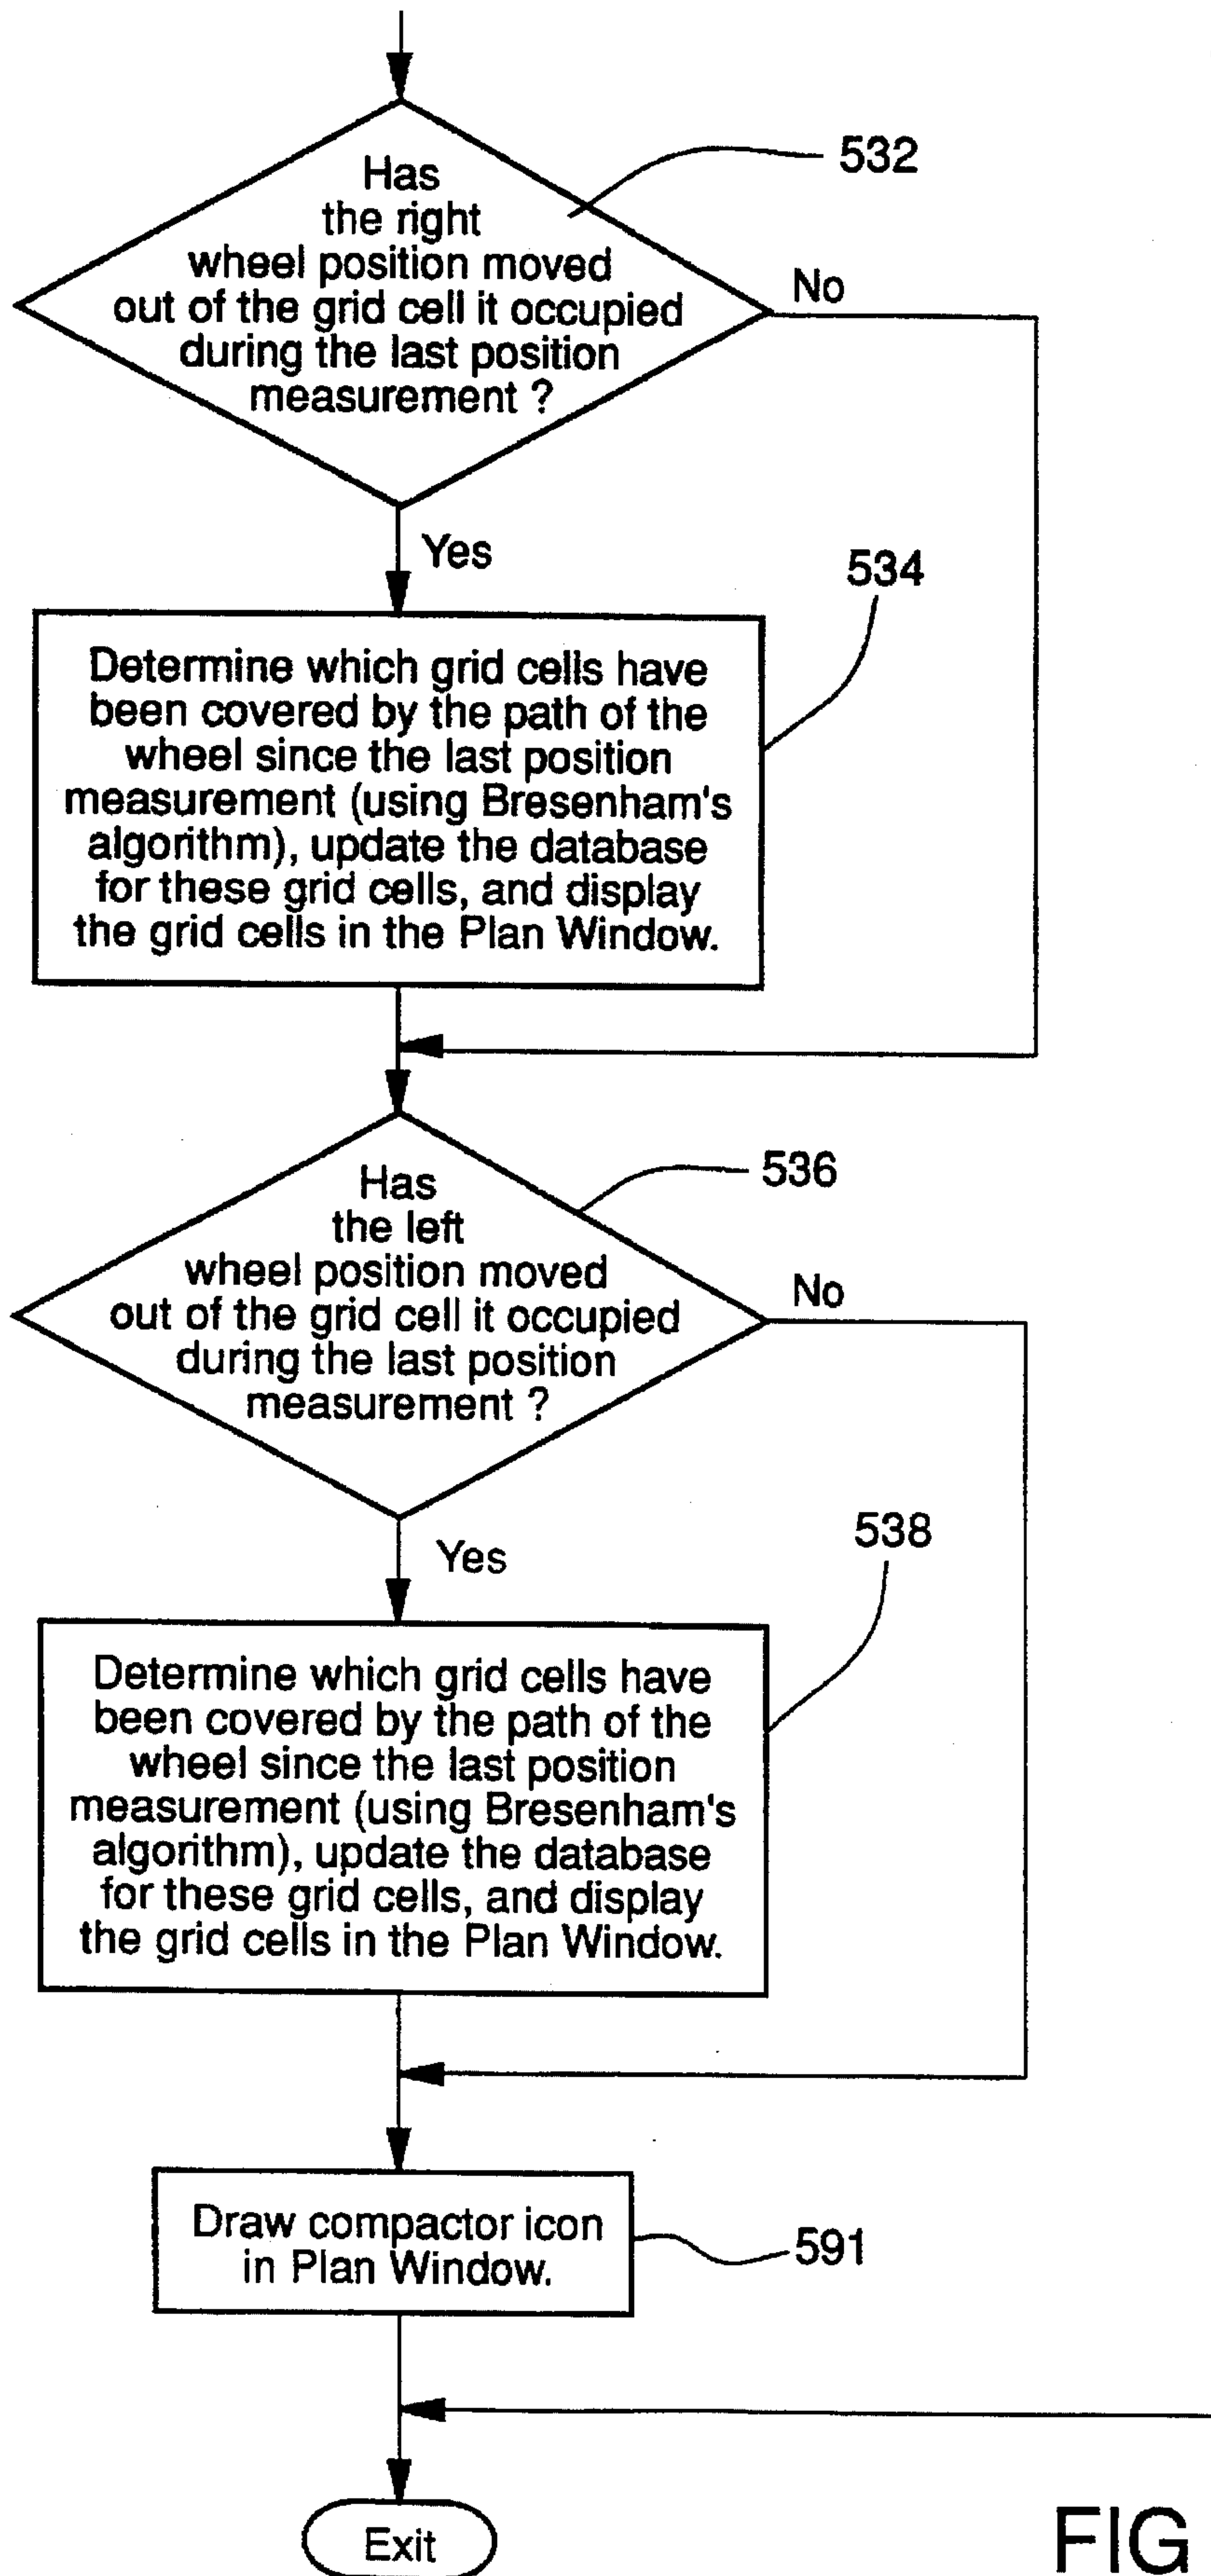 Has
the right
wheel position moved
out of the grid cell it occupied
during the last position
measurement ?
532
No
Yes
534
Determine which grid cells have
been covered by the path of the
wheel since the last position
measurement (using Bresenham's
algorithm), update the database
for these grid cells, and display
the grid cells in the Plan Window.
Has
the left
wheel position moved
out of the grid cell it occupied
during the last position
measurement ?
536
No
Yes
538
Determine which grid cells have
been covered by the path of the
wheel since the last position
measurement (using Bresenham's
algorithm), update the database
for these grid cells, and display
the grid cells in the Plan Window.
Draw compactor icon
in Plan Window.
591
Exit
FIG